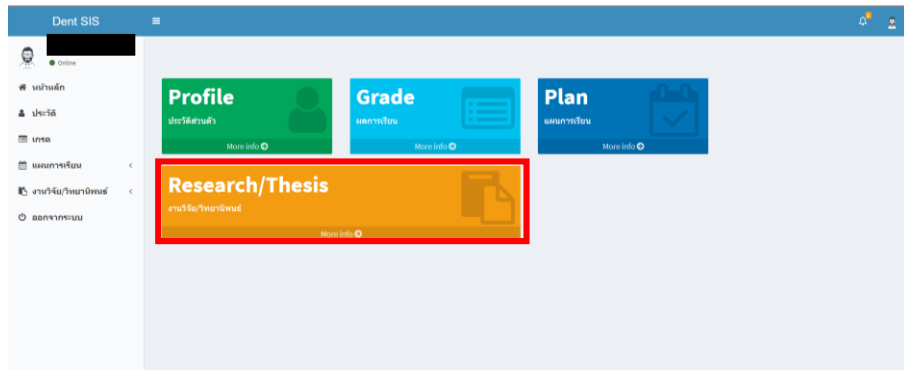 Dent SIS
Online
หน้าหลัก
ประวัติ
เกรด
แผนการเรียน
งานวิจัย/วิทยานิพนธ์
ออกจากระบบ
Profile
ประวัติส่วนตัว
More info
Grade
ผลการเรียน
More info
Plan
แผนการเรียน
More info
Research/Thesis
งานวิจัย/วิทยานิพนธ์
More info